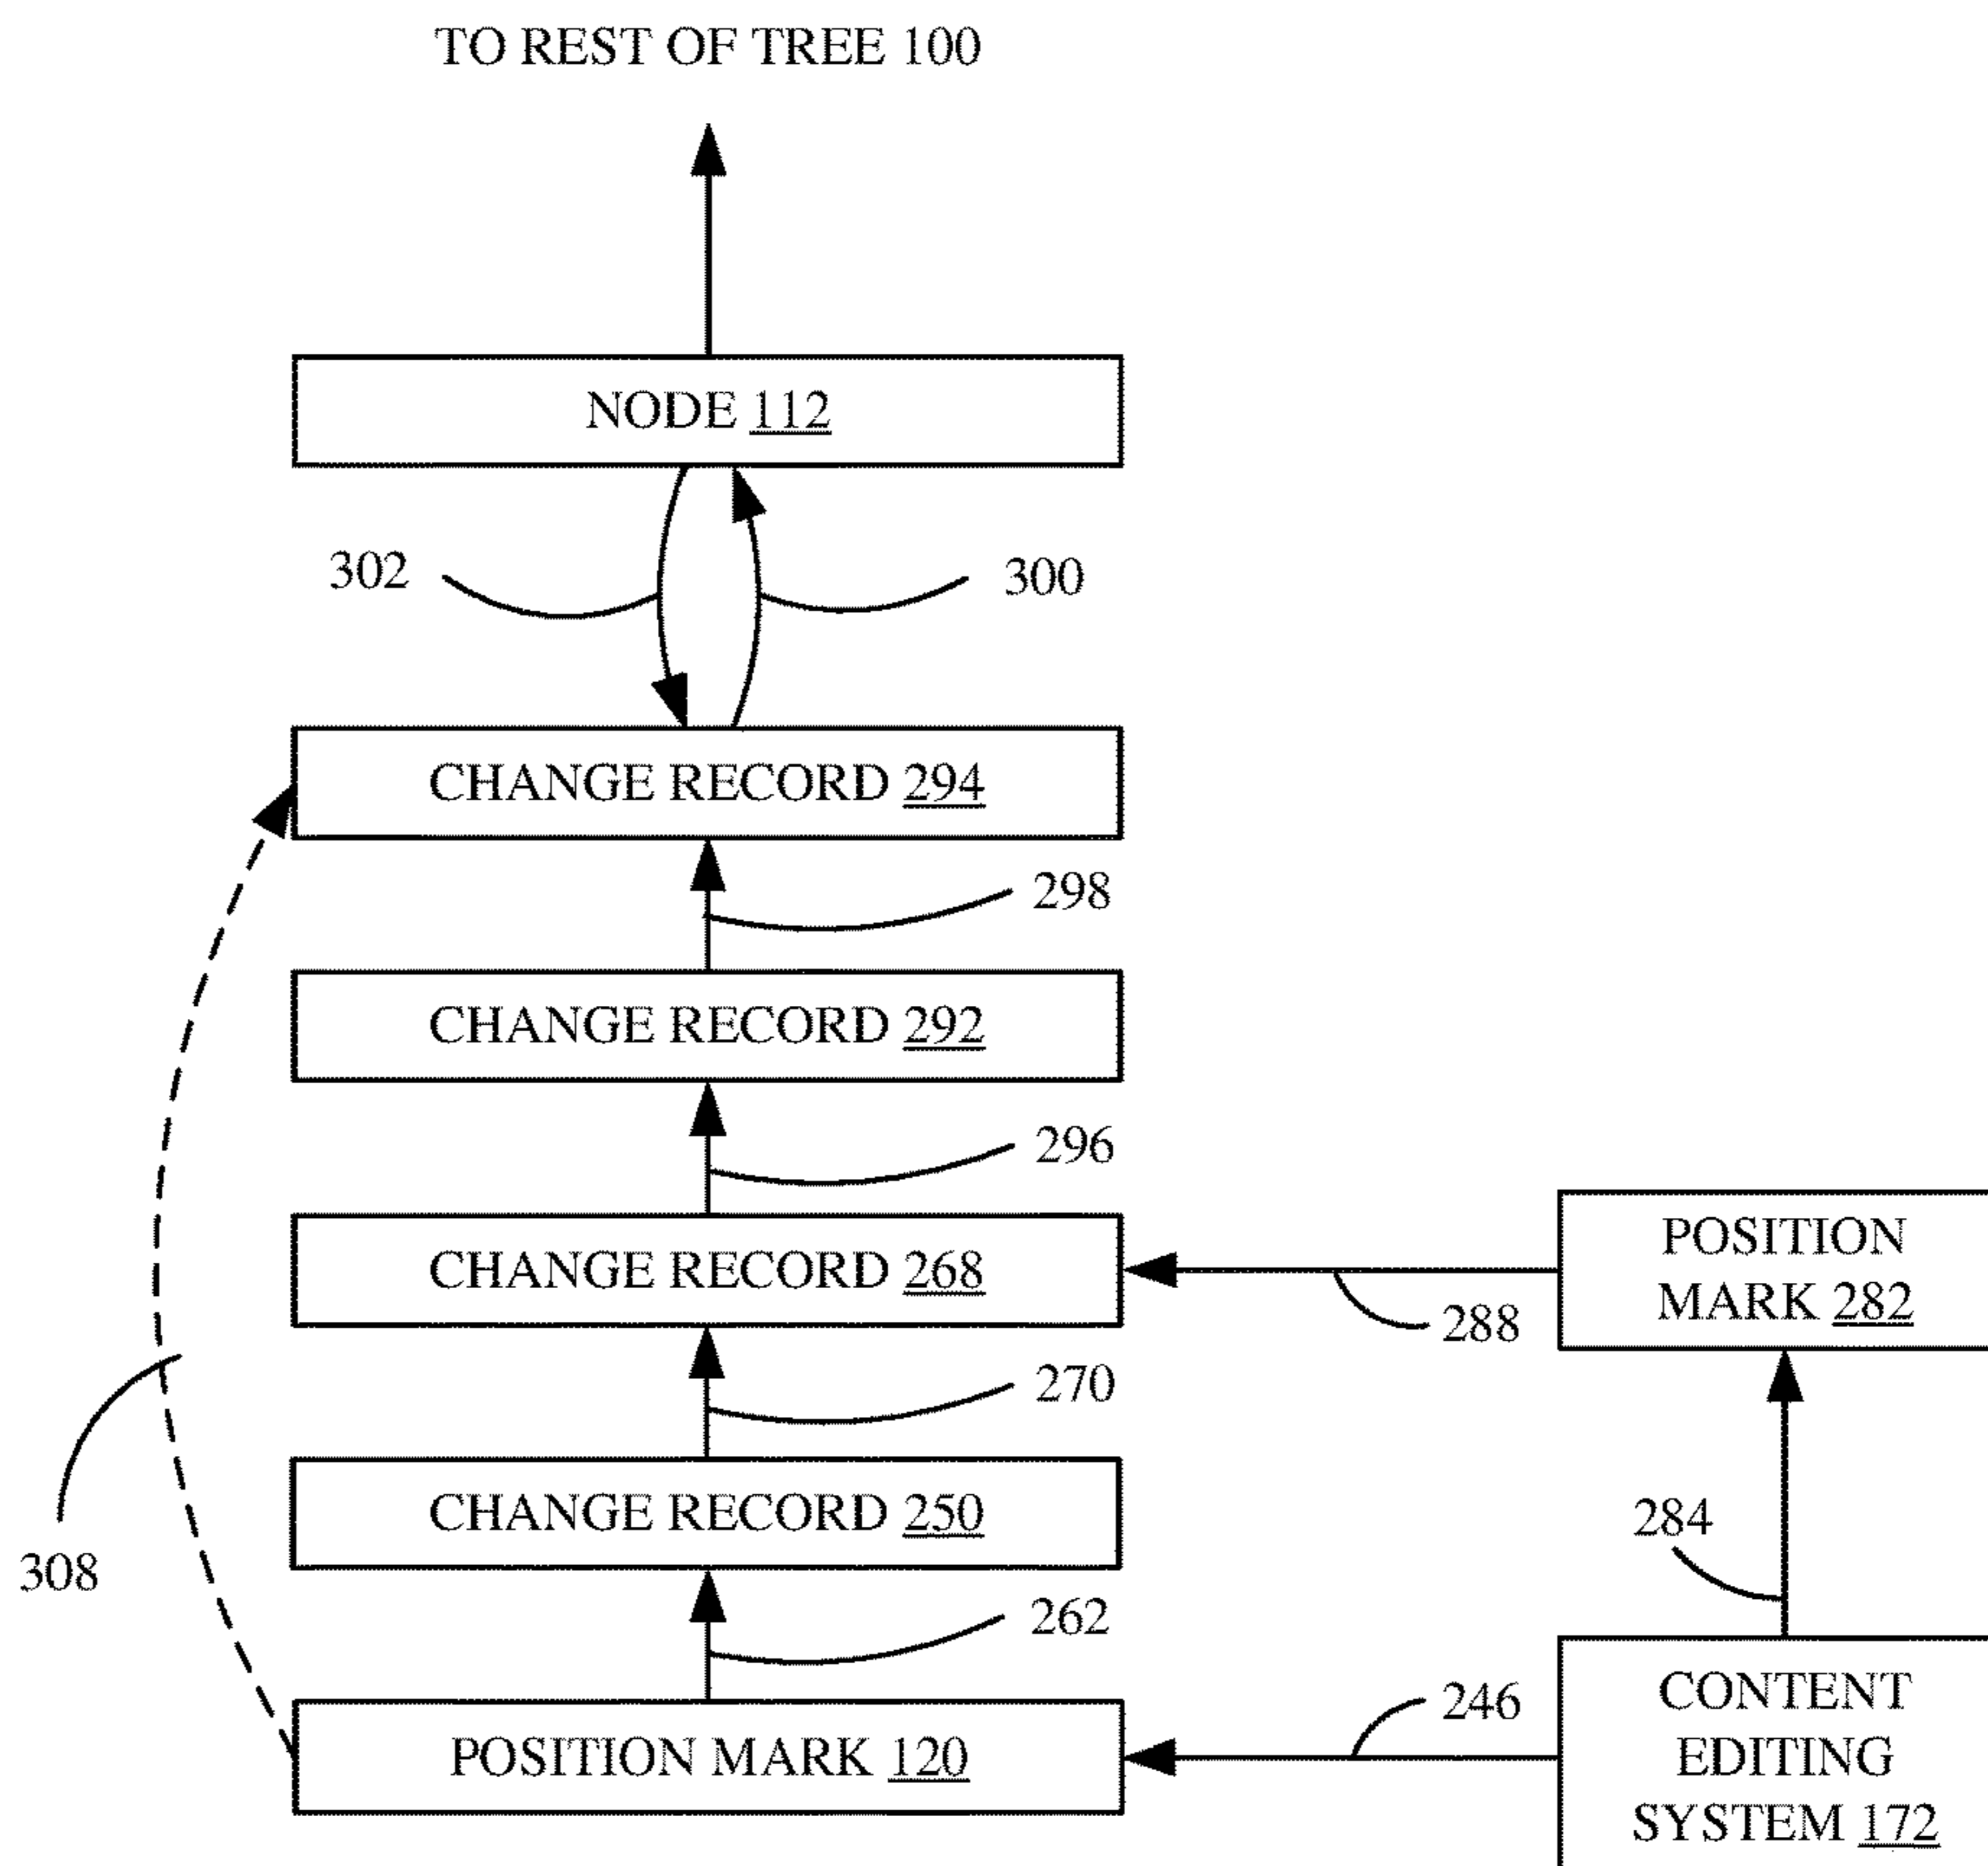 TO REST OF TREE 100
NODE 112
302
300
CHANGE RECORD 294
298
CHANGE RECORD 292
296
CHANGE RECORD 268
POSITION
MARK 282
288
270
CHANGE RECORD 250
284
308
262
POSITION MARK 120
246
CONTENT
EDITING
SYSTEM 172